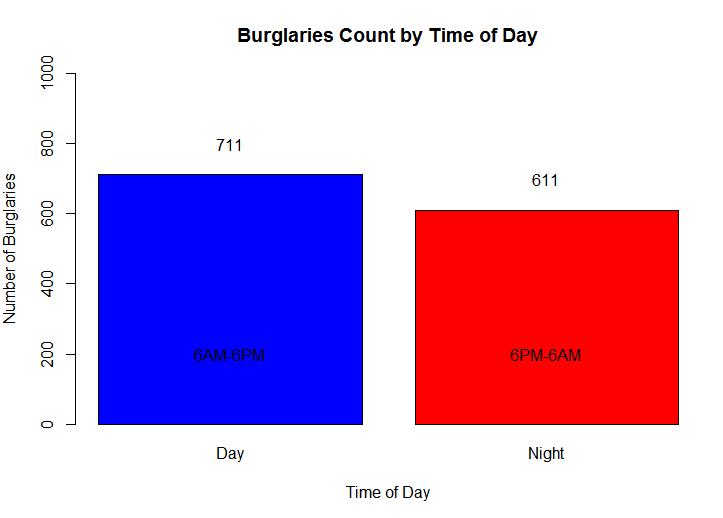 Burglaries Count by Time of Day
Number of Burglaries
1000
800
600
400
200
0
711
611
6AM-6PM
6PM-6AM
Day
Night
Time of Day